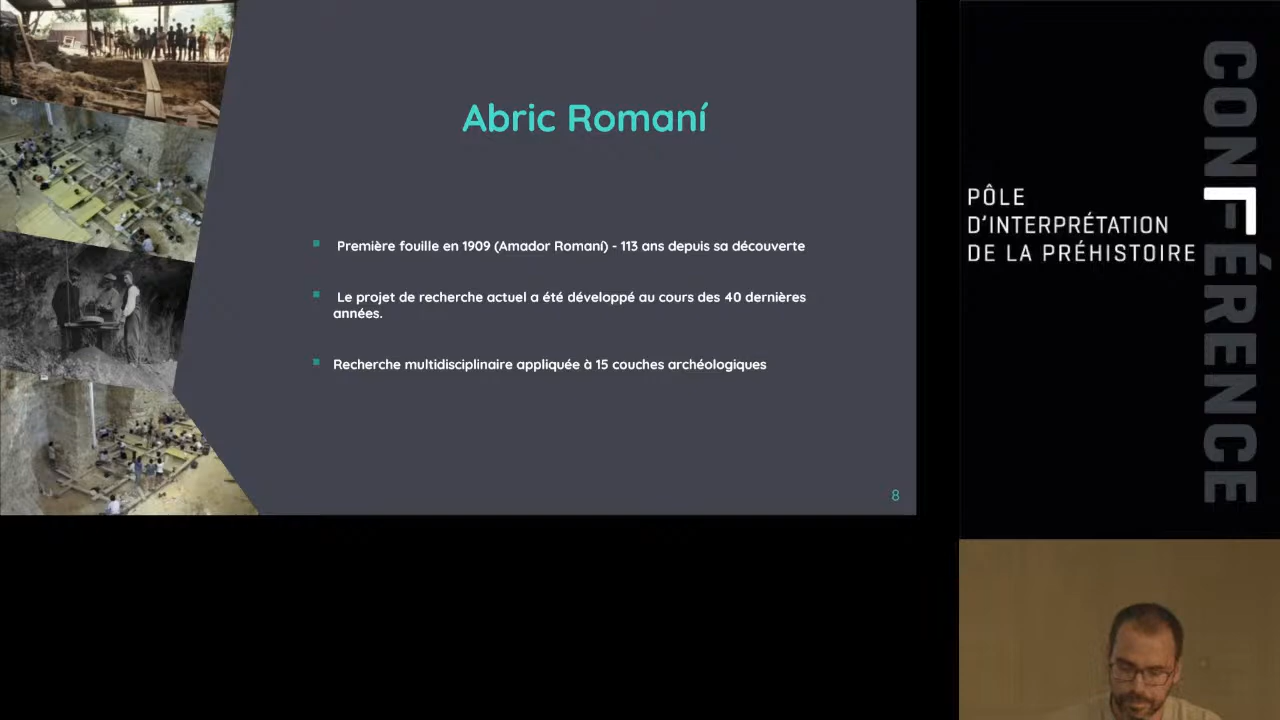 Abric Romaní
Première fouille en 1909 (Amador Romaní) - 113 ans depuis sa découverte
Le projet de recherche actuel a été développé au cours des 40 dernières
années.
Recherche multidisciplinaire appliquée à 15 couches archéologiques
8
PÔLE
D'INTERPRÉTATION
DE LA PRÉHISTOIRE
CONFÉRENCE